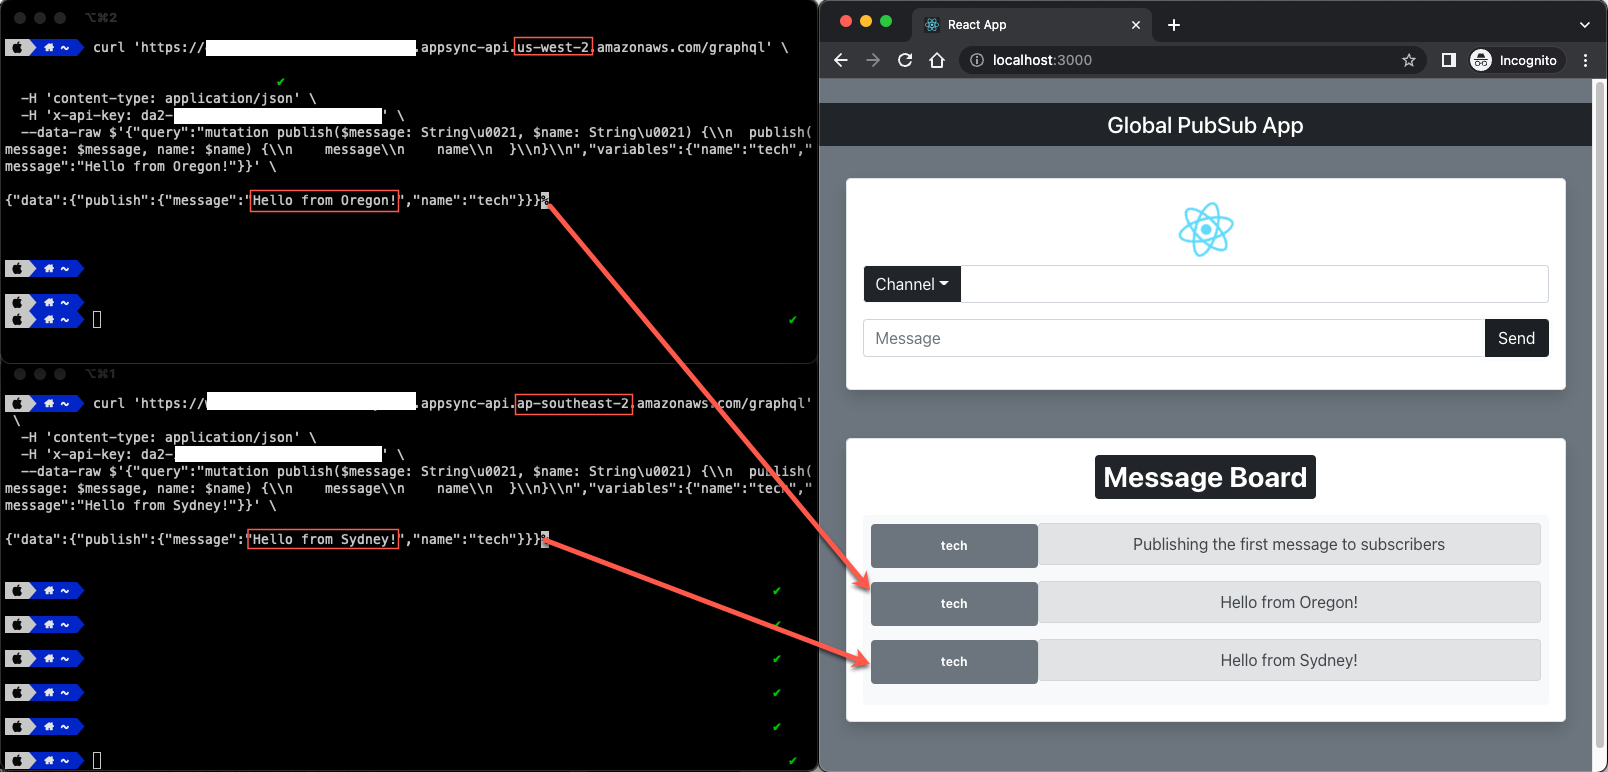 ⌥⌘2
~ curl 'https:// .appsync-api.us-west-2.amazonaws.com/graphql' \
✔
-H 'content-type: application/json' \
-H 'x-api-key: da2- ' \
--data-raw $'{"query":"mutation publish($message: String\u0021, $name: String\u0021) {\\n  publish(
message: $message, name: $name) {\\n    message\\n    name\\n  }\\n}\\n","variables":{"name":"tech","
message":"Hello from Oregon!"}}' \
{"data":{"publish":{"message":"Hello from Oregon!","name":"tech"}}}%
~
~
~ ✔
⌥⌘1
~ curl 'https:// .appsync-api.ap-southeast-2.amazonaws.com/graphql'
\
-H 'content-type: application/json' \
-H 'x-api-key: da2- ' \
--data-raw $'{"query":"mutation publish($message: String\u0021, $name: String\u0021) {\\n  publish(
message: $message, name: $name) {\\n    message\\n    name\\n  }\\n}\\n","variables":{"name":"tech","
message":"Hello from Sydney!"}}' \
{"data":{"publish":{"message":"Hello from Sydney!","name":"tech"}}}%
~ ✔
~ ✔
~ ✔
~ ✔
~ ✔
~ ✔
React App
localhost:3000
Incognito
Global PubSub App
Channel
Message
Send
Message Board
tech Publishing the first message to subscribers
tech Hello from Oregon!
tech Hello from Sydney!